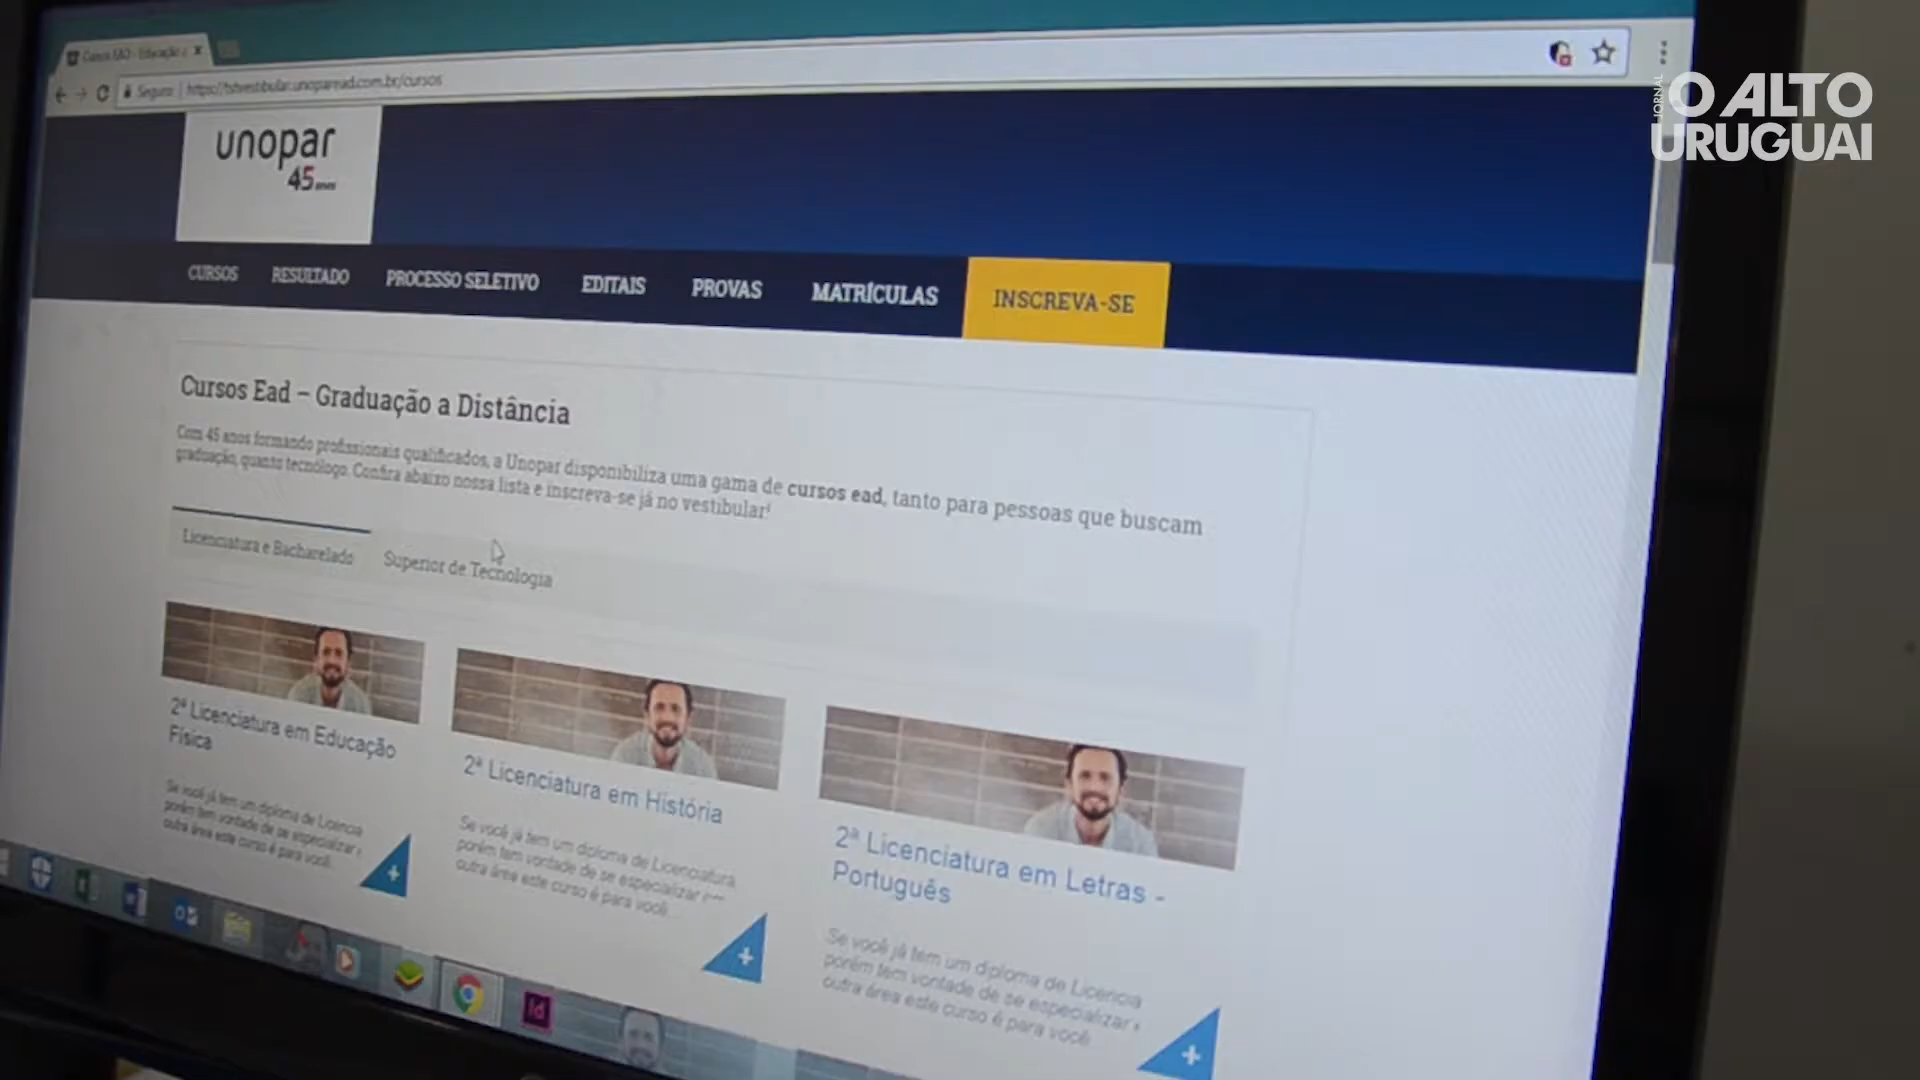 JORNAL
O ALTO
URUGUAI
Cursos EAD - Educação a
Seguro | https://tstvestibular.unoparead.com.br/cursos
unopar
45 anos
CURSOS
RESULTADO
PROCESSO SELETIVO
EDITAIS
PROVAS
MATRÍCULAS
INSCREVA-SE
Cursos Ead – Graduação a Distância
Com 45 anos formando profissionais qualificados, a Unopar disponibiliza uma gama de cursos ead, tanto para pessoas que buscam
graduação, quanto tecnólogo. Confira abaixo nossa lista e inscreva-se já no vestibular!
Licenciatura e Bacharelado
Superior de Tecnologia
2ª Licenciatura em Educação
Física
Se você já tem um diploma de Licencia
porém tem vontade de se especializar
outra área este curso é para você.
2ª Licenciatura em História
Se você já tem um diploma de Licenciatura,
porém tem vontade de se especializar
outra área este curso é para você.
2ª Licenciatura em Letras -
Português
Se você já tem um diploma de Licencia
porém tem vontade de se especializar
outra área este curso é para você.
Id